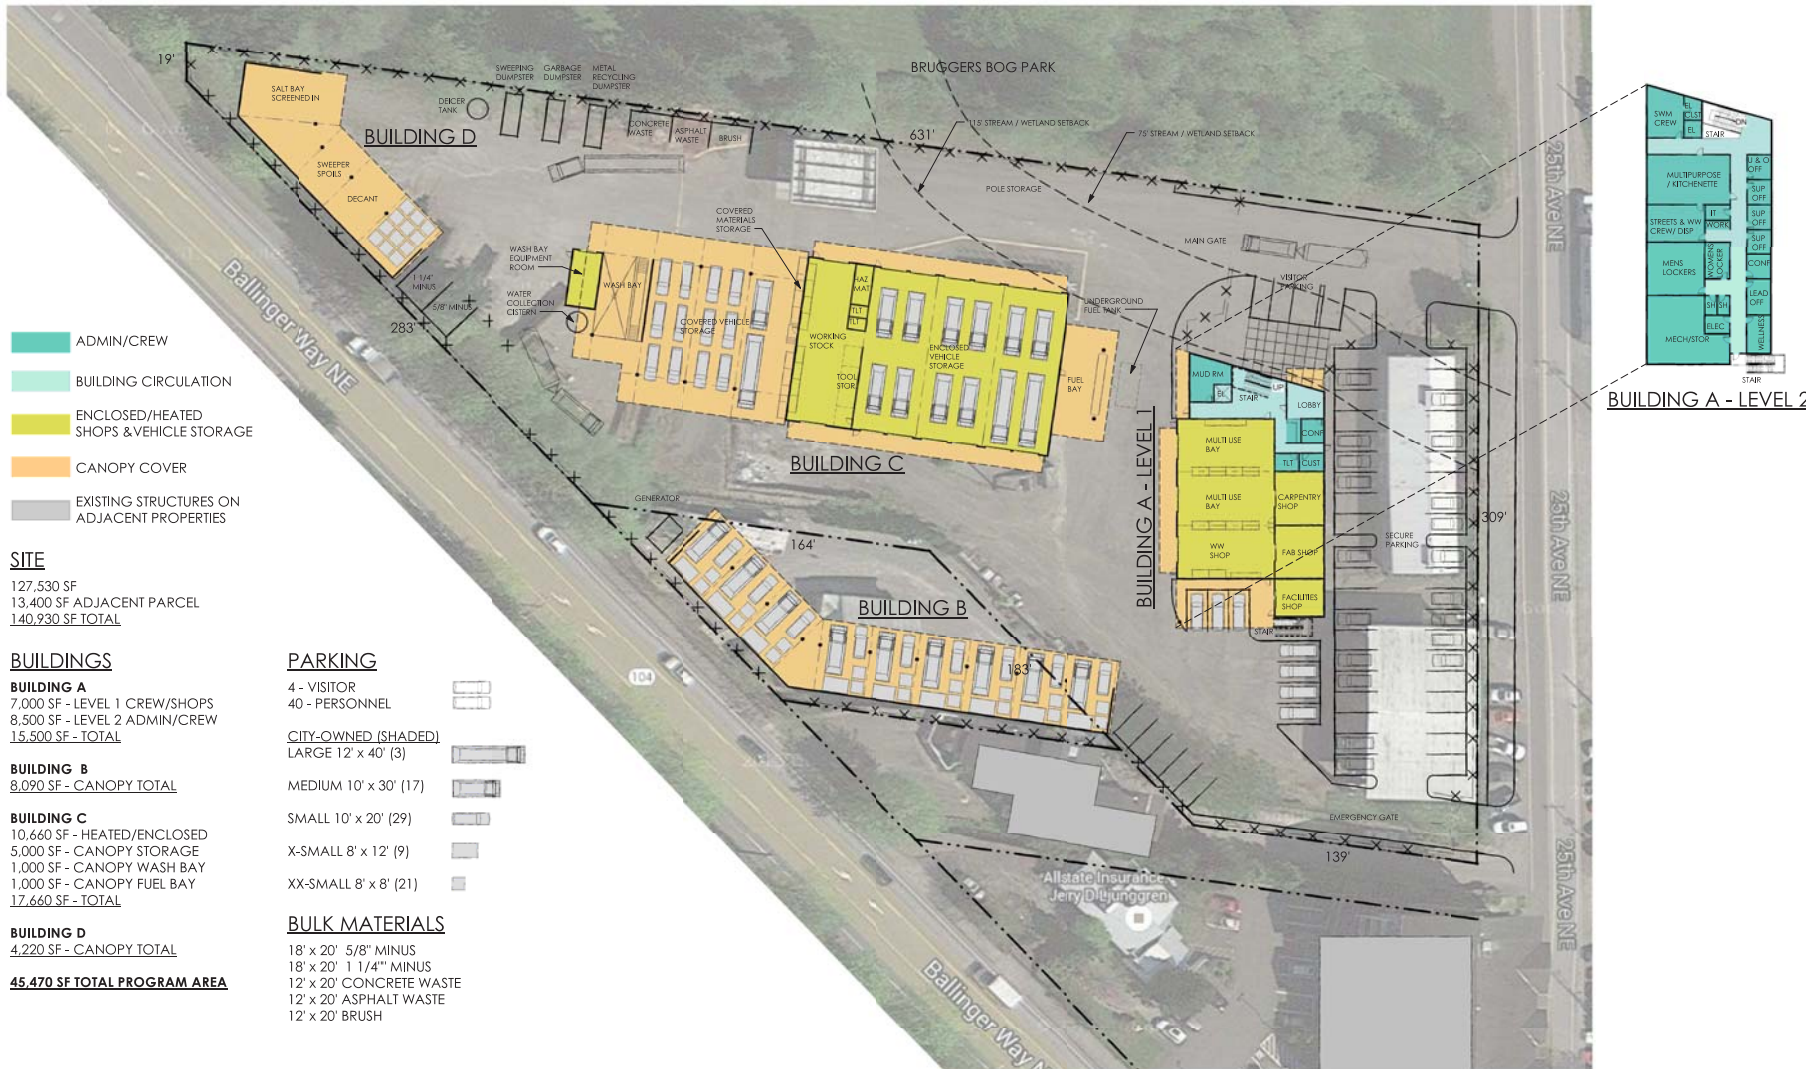 19'
SWEEPING
DUMPSTER
GARBAGE
DUMPSTER
METAL
RECYCLING
DUMPSTER
BRUGGERS BOG PARK
SALT BAY
SCREENED IN
DEICER
TANK
BUILDING D
CONCRETE
WASTE
ASPHALT
WASTE
BRUSH
631'
115' STREAM / WETLAND SETBACK
75' STREAM / WETLAND SETBACK
25th Ave NE
SWEEPER
SPOILS
DECANT
POLE STORAGE
COVERED
MATERIALS
STORAGE
MAIN GATE
WASH BAY
EQUIPMENT
ROOM
WASH BAY
1 1/4"
MINUS
5/8" MINUS
WATER
COLLECTION
CISTERN
Ballinger Way NE
283'
COVERED VEHICLE
STORAGE
HAZ
MAT
TLT
TLT
WORKING
STOCK
TOOL
STOR
ENCLOSED
VEHICLE
STORAGE
FUEL
BAY
UNDERGROUND
FUEL TANK
VISITOR
PARKING
BUILDING C
BUILDING A - LEVEL 1
MUD RM
EL
STAIR
UP
LOBBY
CONF
TLT
CUST
MULTI USE
BAY
MULTI USE
BAY
WW
SHOP
CARPENTRY
SHOP
FAB SHOP
FACILITIES
SHOP
STAIR
SECURE
PARKING
309'
25th Ave NE
GENERATOR
164'
BUILDING B
183'
104
EMERGENCY GATE
139'
Allstate Insurance
Jerry D Ljunggren
25th Ave NE
Ballinger Way N
SWM
CREW
EL
CLST
EL
STAIR
DN
MULTIPURPOSE
/ KITCHENETTE
U & O
OFF
SUP
OFF
SUP
OFF
SUP
OFF
IT
WORK
STREETS & WW
CREW/ DISP
MENS
LOCKERS
WOMENS
LOCKER
CONF
LEAD
OFF
SH
SH
ELEC
MECH/STOR
WELLNESS
STAIR
BUILDING A - LEVEL 2
ADMIN/CREW
BUILDING CIRCULATION
ENCLOSED/HEATED
SHOPS & VEHICLE STORAGE
CANOPY COVER
EXISTING STRUCTURES ON
ADJACENT PROPERTIES
SITE
127,530 SF
13,400 SF ADJACENT PARCEL
140,930 SF TOTAL
BUILDINGS
BUILDING A
7,000 SF - LEVEL 1 CREW/SHOPS
8,500 SF - LEVEL 2 ADMIN/CREW
15,500 SF - TOTAL
BUILDING B
8,090 SF - CANOPY TOTAL
BUILDING C
10,660 SF - HEATED/ENCLOSED
5,000 SF - CANOPY STORAGE
1,000 SF - CANOPY WASH BAY
1,000 SF - CANOPY FUEL BAY
17,660 SF - TOTAL
BUILDING D
4,220 SF - CANOPY TOTAL
45,470 SF TOTAL PROGRAM AREA
PARKING
4 - VISITOR
40 - PERSONNEL
CITY-OWNED (SHADED)
LARGE 12' x 40' (3)
MEDIUM 10' x 30' (17)
SMALL 10' x 20' (29)
X-SMALL 8' x 12' (9)
XX-SMALL 8' x 8' (21)
BULK MATERIALS
18' x 20' 5/8" MINUS
18' x 20' 1 1/4"" MINUS
12' x 20' CONCRETE WASTE
12' x 20' ASPHALT WASTE
12' x 20' BRUSH